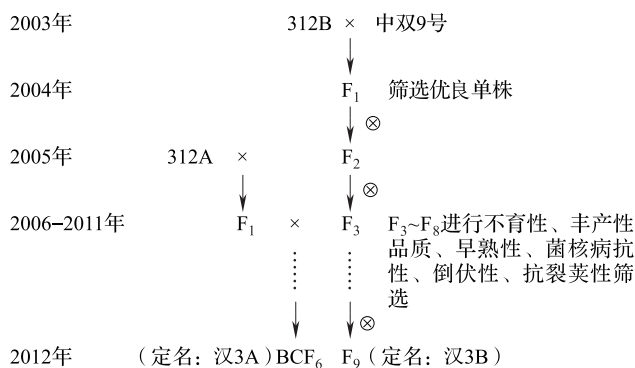 2003年 312B × 中双9号
2004年 F₁ 筛选优良单株
⊗
2005年 312A × F₂
⊗
2006–2011年 F₁ × F₃ F₃~F₈进行不育性、丰产性
品质、早熟性、菌核病抗
性、倒伏性、抗裂荚性筛
选
⊗
2012年 （定名：汉3A）BCF₆ F₉（定名：汉3B）